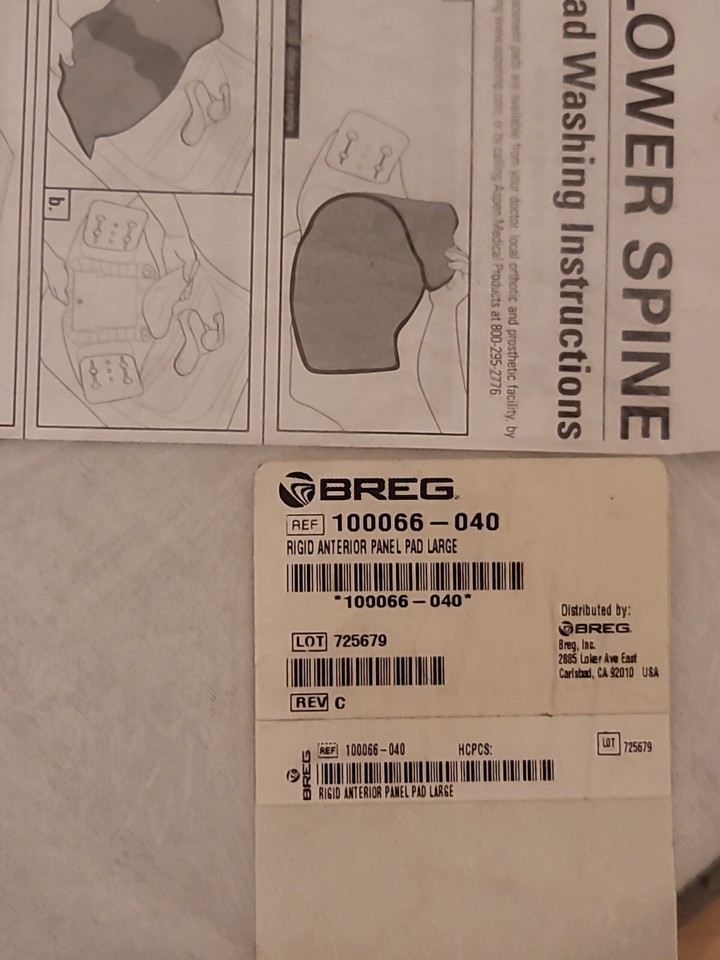 LOWER SPINE
ad Washing Instructions
acement pads are available from your doctor, local orthotic and prosthetic facility, by
ng www.aspenmp.com, or by calling Aspen Medical Products at 800-295-2776
b.
BREG
REF 100066-040
RIGID ANTERIOR PANEL PAD LARGE
*100066-040*
LOT 725679
REV C
Distributed by:
BREG
Breg, Inc.
2885 Loker Ave East
Carlsbad, CA 92010 USA
BREG
REF 100066-040 HCPCS:
LOT 725679
RIGID ANTERIOR PANEL PAD LARGE